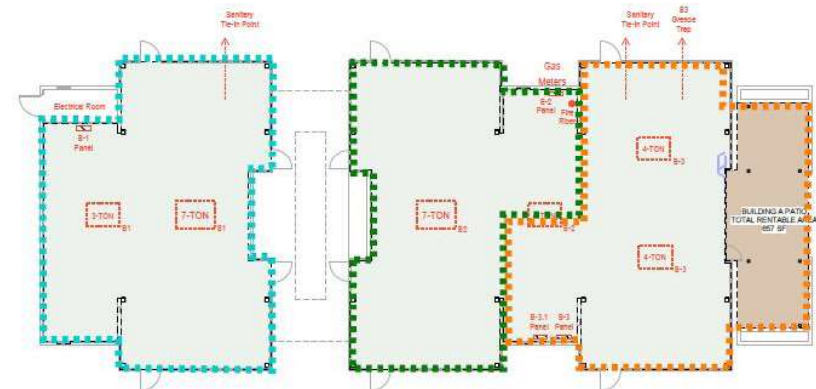 Sanitary
Tie-In Point
Sanitary
Tie-In Point
B3
Grease
Trap
Gas
Meters
Electrical Room
B-1
Panel
B-2
Panel
Fire
Riser
4-TON
B-3
3-TON
B1
7-TON
B1
7-TON
B2
B-2
BUILDING A PATIO
TOTAL RENTABLE AREA
657 SF
4-TON
B-3
B-3.1
Panel
B-3
Panel